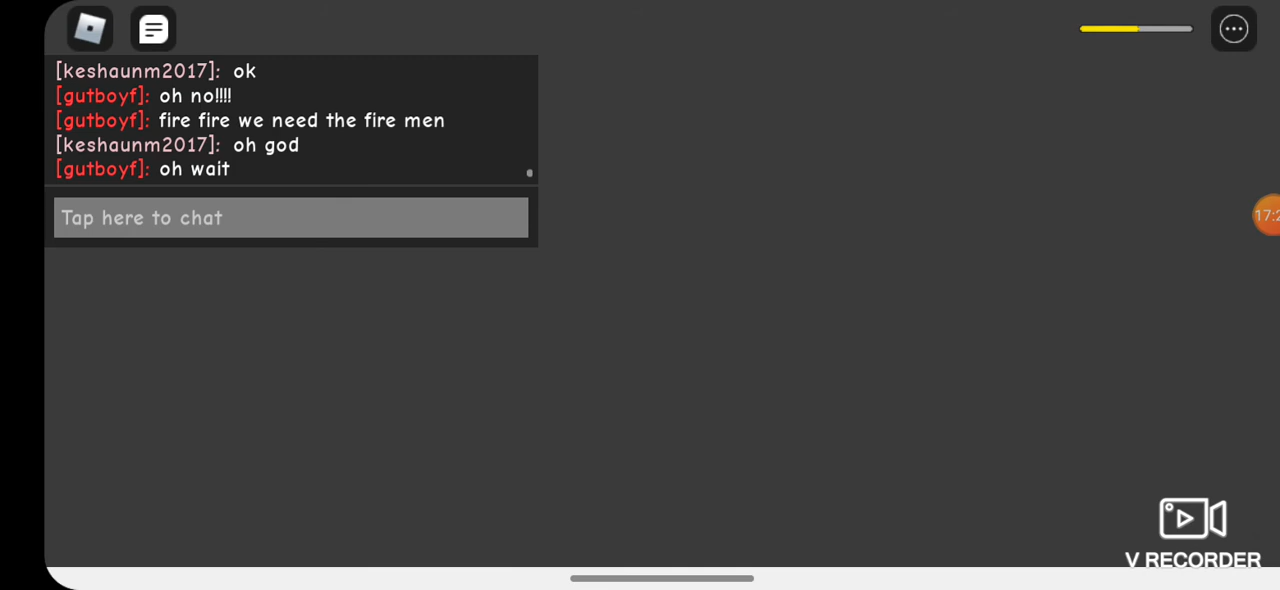 [keshaunm2017]: ok
[gutboyf]: oh no!!!!
[gutboyf]: fire fire we need the fire men
[keshaunm2017]: oh god
[gutboyf]: oh wait
Tap here to chat
V RECORDER